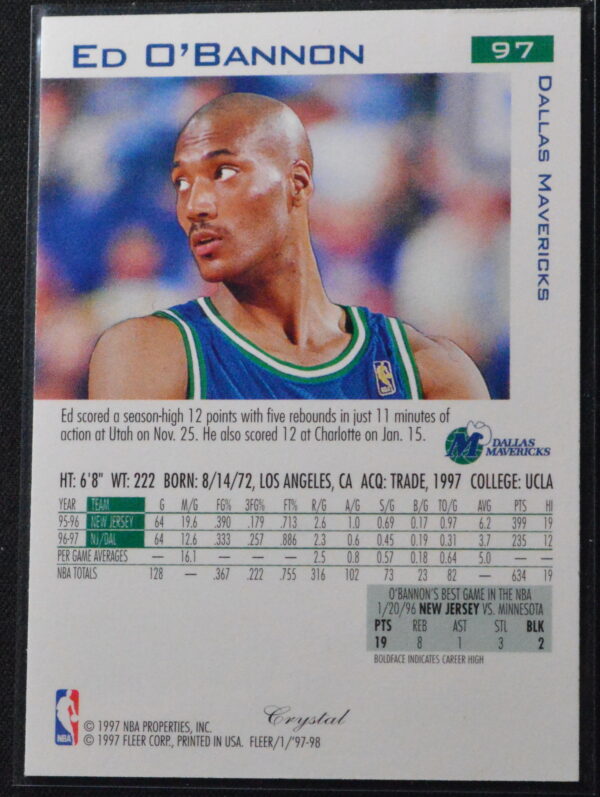 ED O'BANNON
97
DALLAS MAVERICKS
Ed scored a season-high 12 points with five rebounds in just 11 minutes of
action at Utah on Nov. 25. He also scored 12 at Charlotte on Jan. 15.
DALLAS
MAVERICKS
HT: 6'8" WT: 222 BORN: 8/14/72, LOS ANGELES, CA ACQ: TRADE, 1997 COLLEGE: UCLA
YEAR TEAM G M/G FG% 3FG% FT% R/G A/G S/G B/G TO/G AVG PTS HI
95-96 NEW JERSEY 64 19.6 .390 .179 .713 2.6 1.0 0.69 0.17 0.97 6.2 399 19
96-97 NJ/DAL 64 12.6 .333 .257 .886 2.3 0.6 0.45 0.19 0.31 3.7 235 12
PER GAME AVERAGES — 16.1 — — — 2.5 0.8 0.57 0.18 0.64 5.0 — —
NBA TOTALS 128 — .367 .222 .755 316 102 73 23 82 — 634 19
O'BANNON'S BEST GAME IN THE NBA
1/20/96 NEW JERSEY VS. MINNESOTA
PTS REB AST STL BLK
19 8 1 3 2
BOLDFACE INDICATES CAREER HIGH
Crystal
NBA
© 1997 NBA PROPERTIES, INC.
© 1997 FLEER CORP., PRINTED IN USA. FLEER/1/'97-98